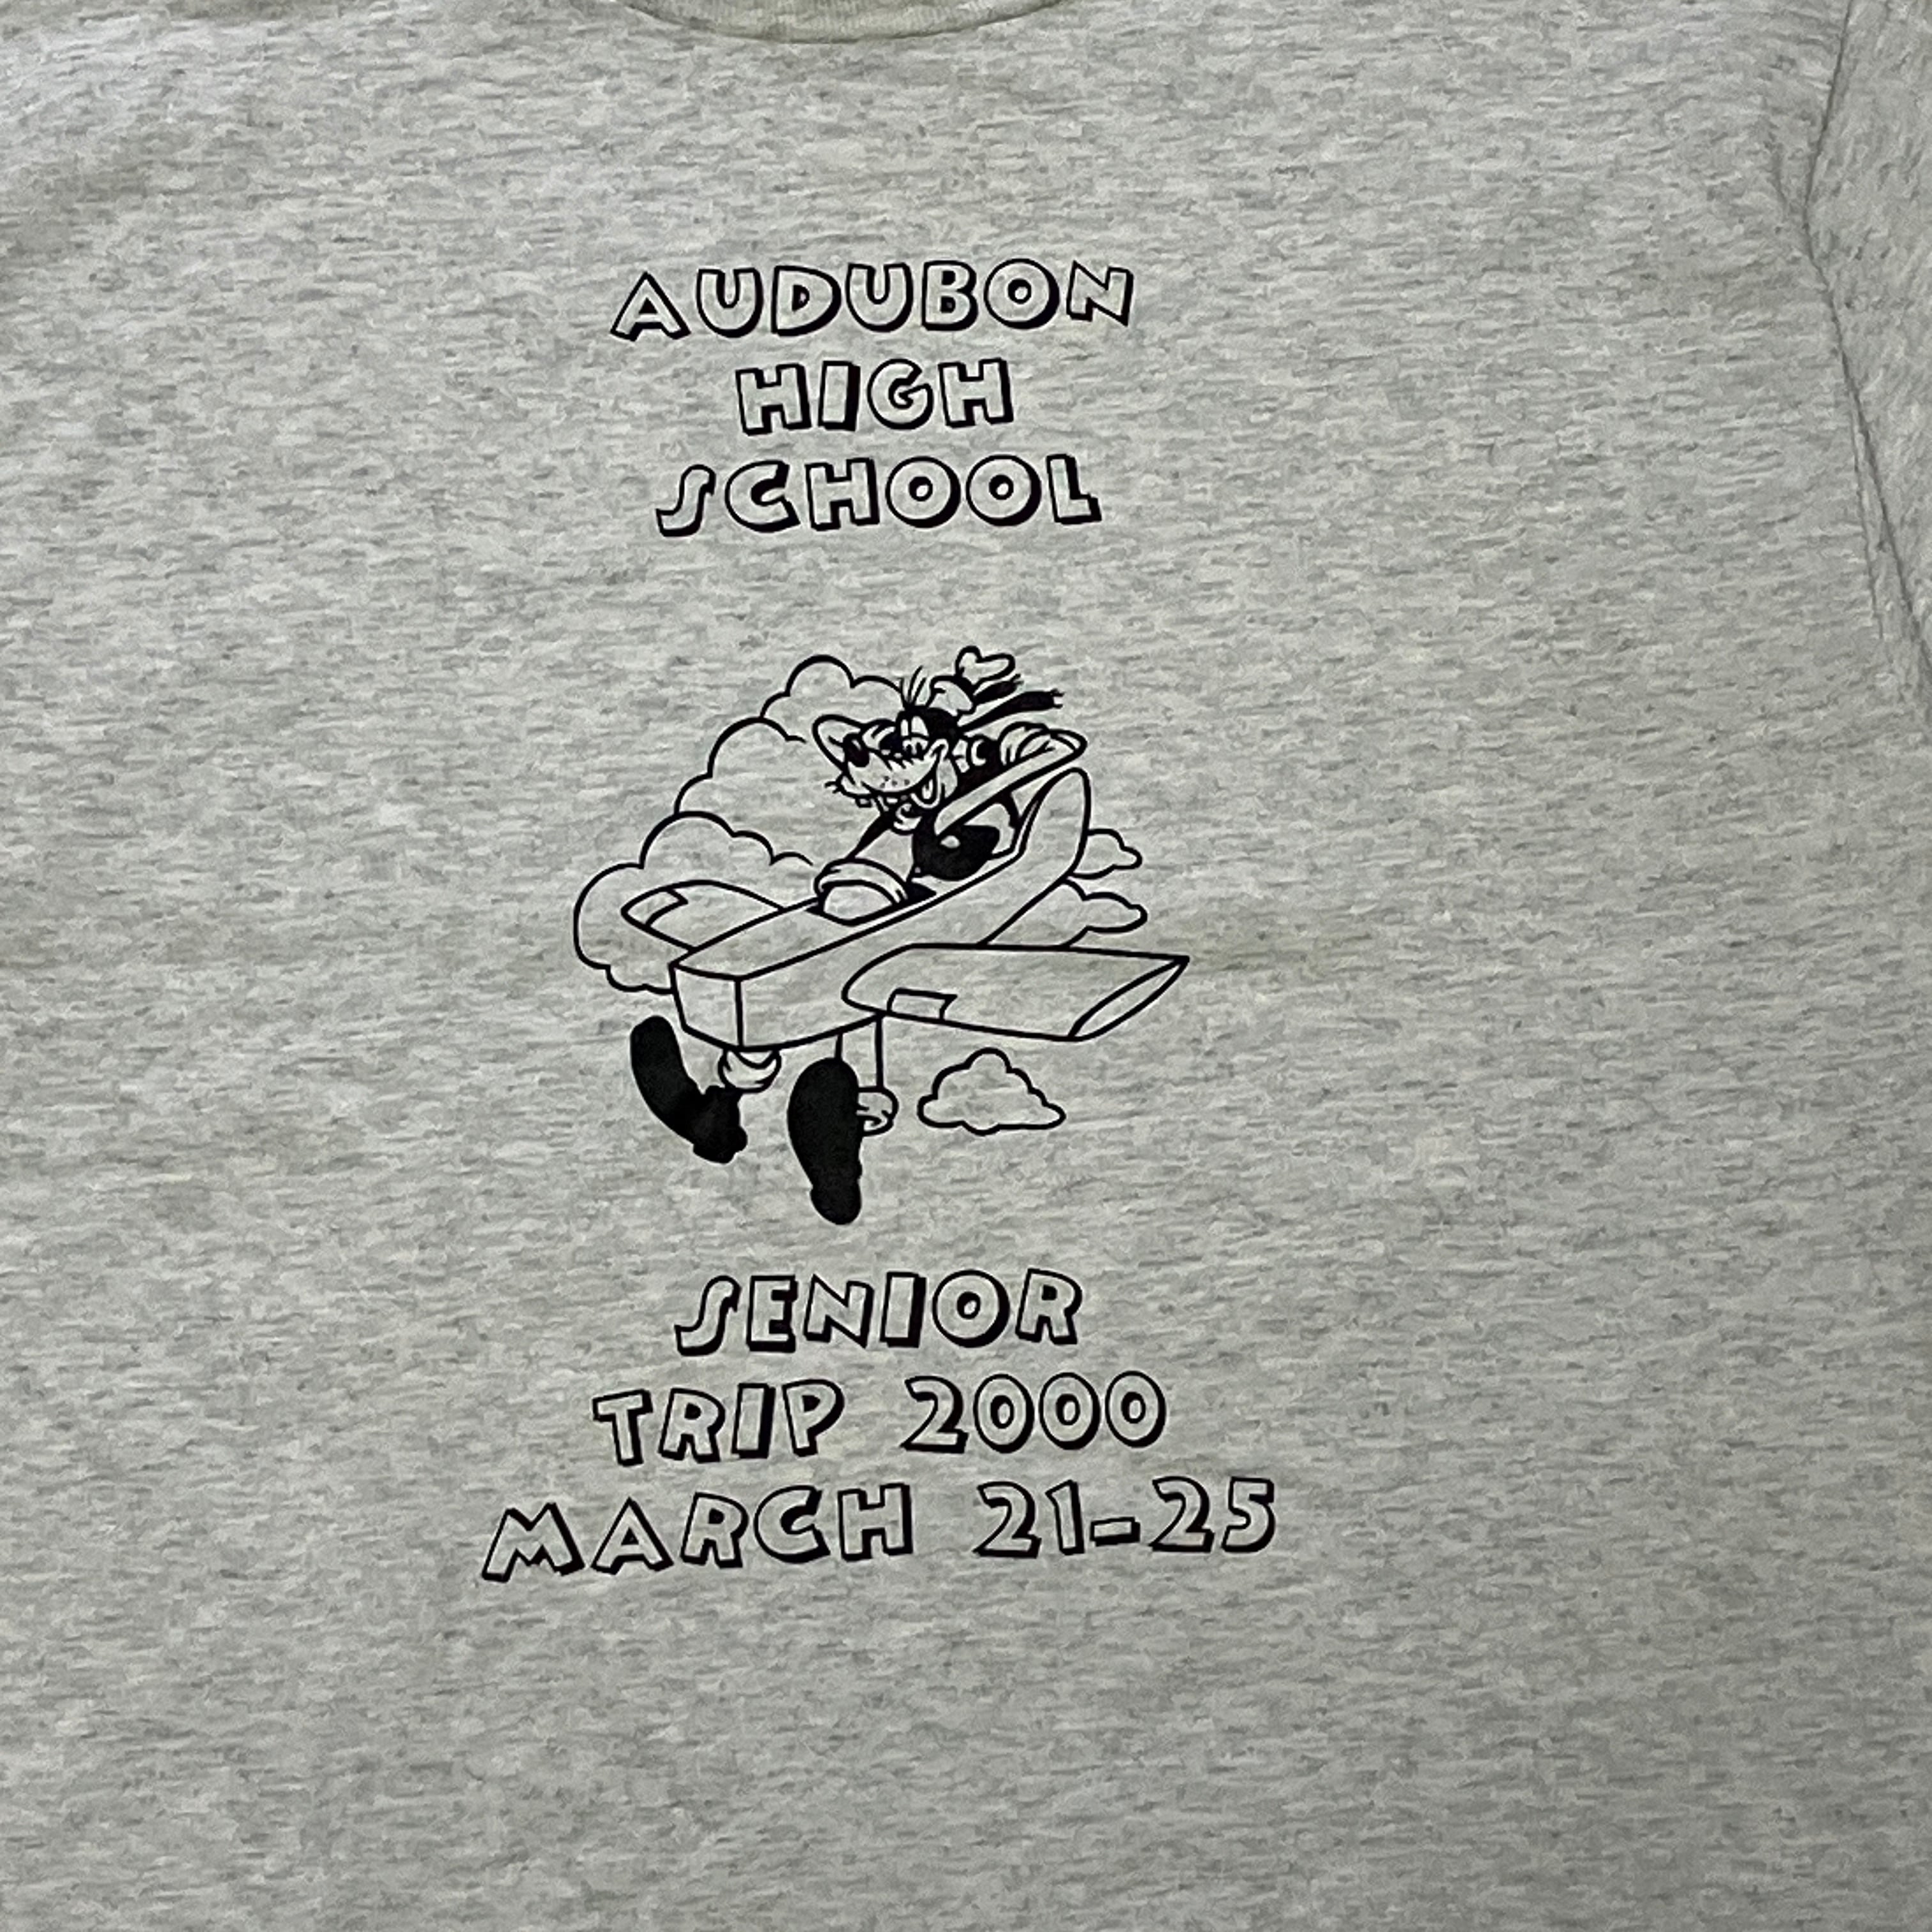 AUDUBON
HIGH
SCHOOL
SENIOR
TRIP 2000
MARCH 21-25